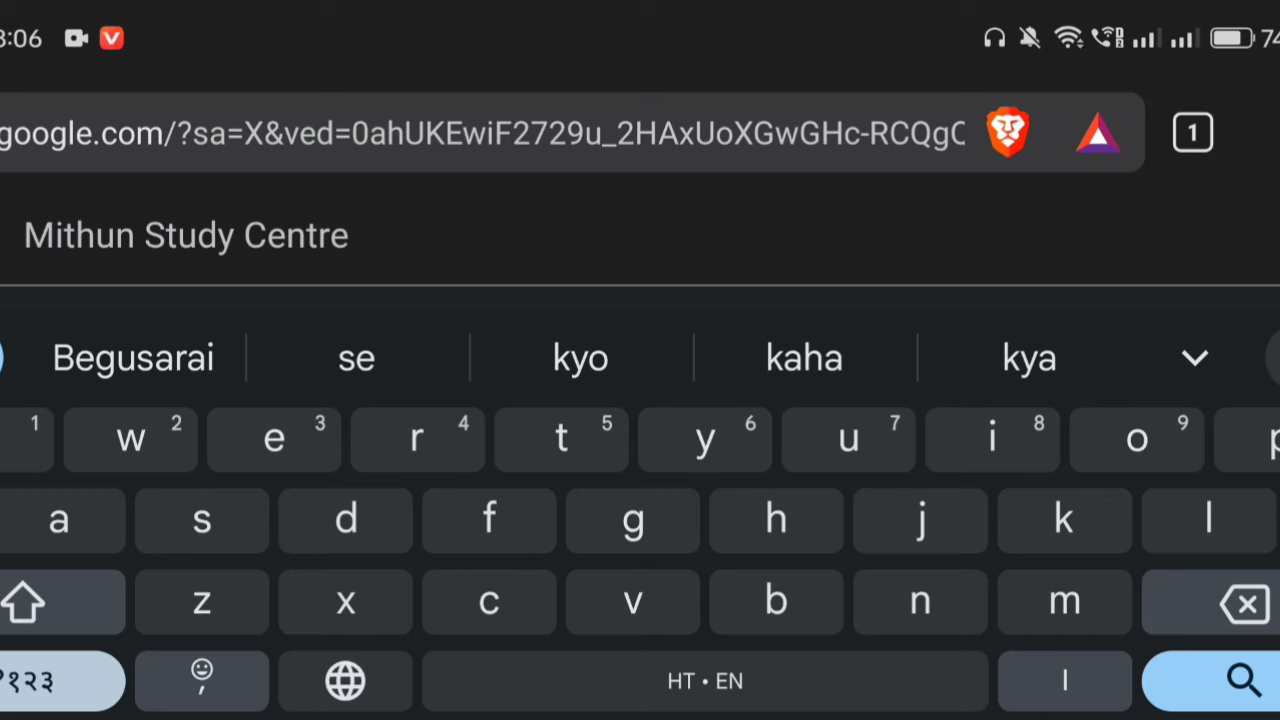 :06
74
google.com/?sa=X&ved=0ahUKEwiF2729u_2HAxUoXGwGHc-RCQgC
1
Mithun Study Centre
Begusarai se kyo kaha kya
1 w 2 e 3 r 4 t 5 y 6 u 7 i 8 o 9 p
a s d f g h j k l
z x c v b n m
?१२३ , HT • EN ।